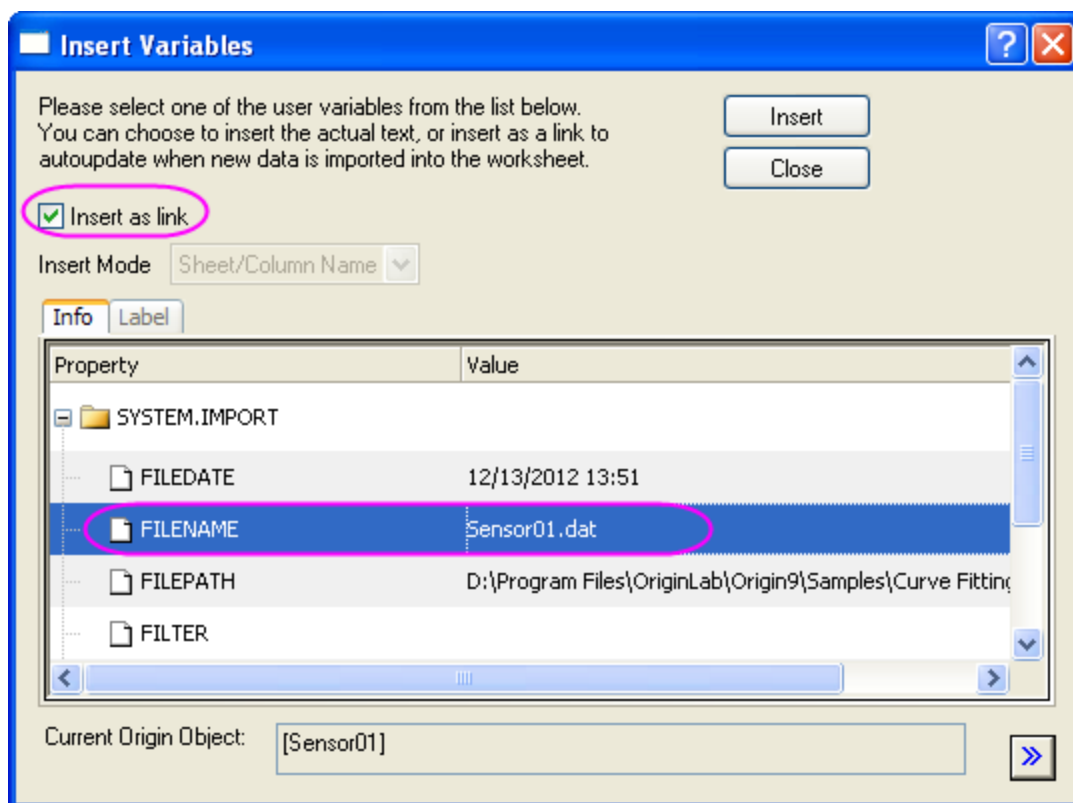 Insert Variables
Please select one of the user variables from the list below.
You can choose to insert the actual text, or insert as a link to
autoupdate when new data is imported into the worksheet.
Insert
Close
Insert as link
Insert Mode Sheet/Column Name
Info Label
Property Value
SYSTEM.IMPORT
FILEDATE 12/13/2012 13:51
FILENAME Sensor01.dat
FILEPATH D:\Program Files\OriginLab\Origin9\Samples\Curve Fitting
FILTER
Current Origin Object: [Sensor01]